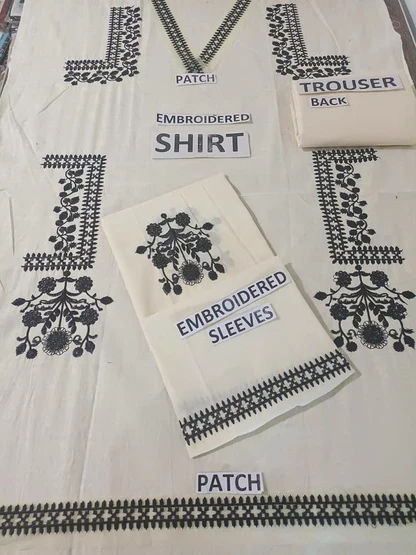 PATCH
TROUSER
BACK
EMBROIDERED
SHIRT
EMBROIDERED
SLEEVES
PATCH